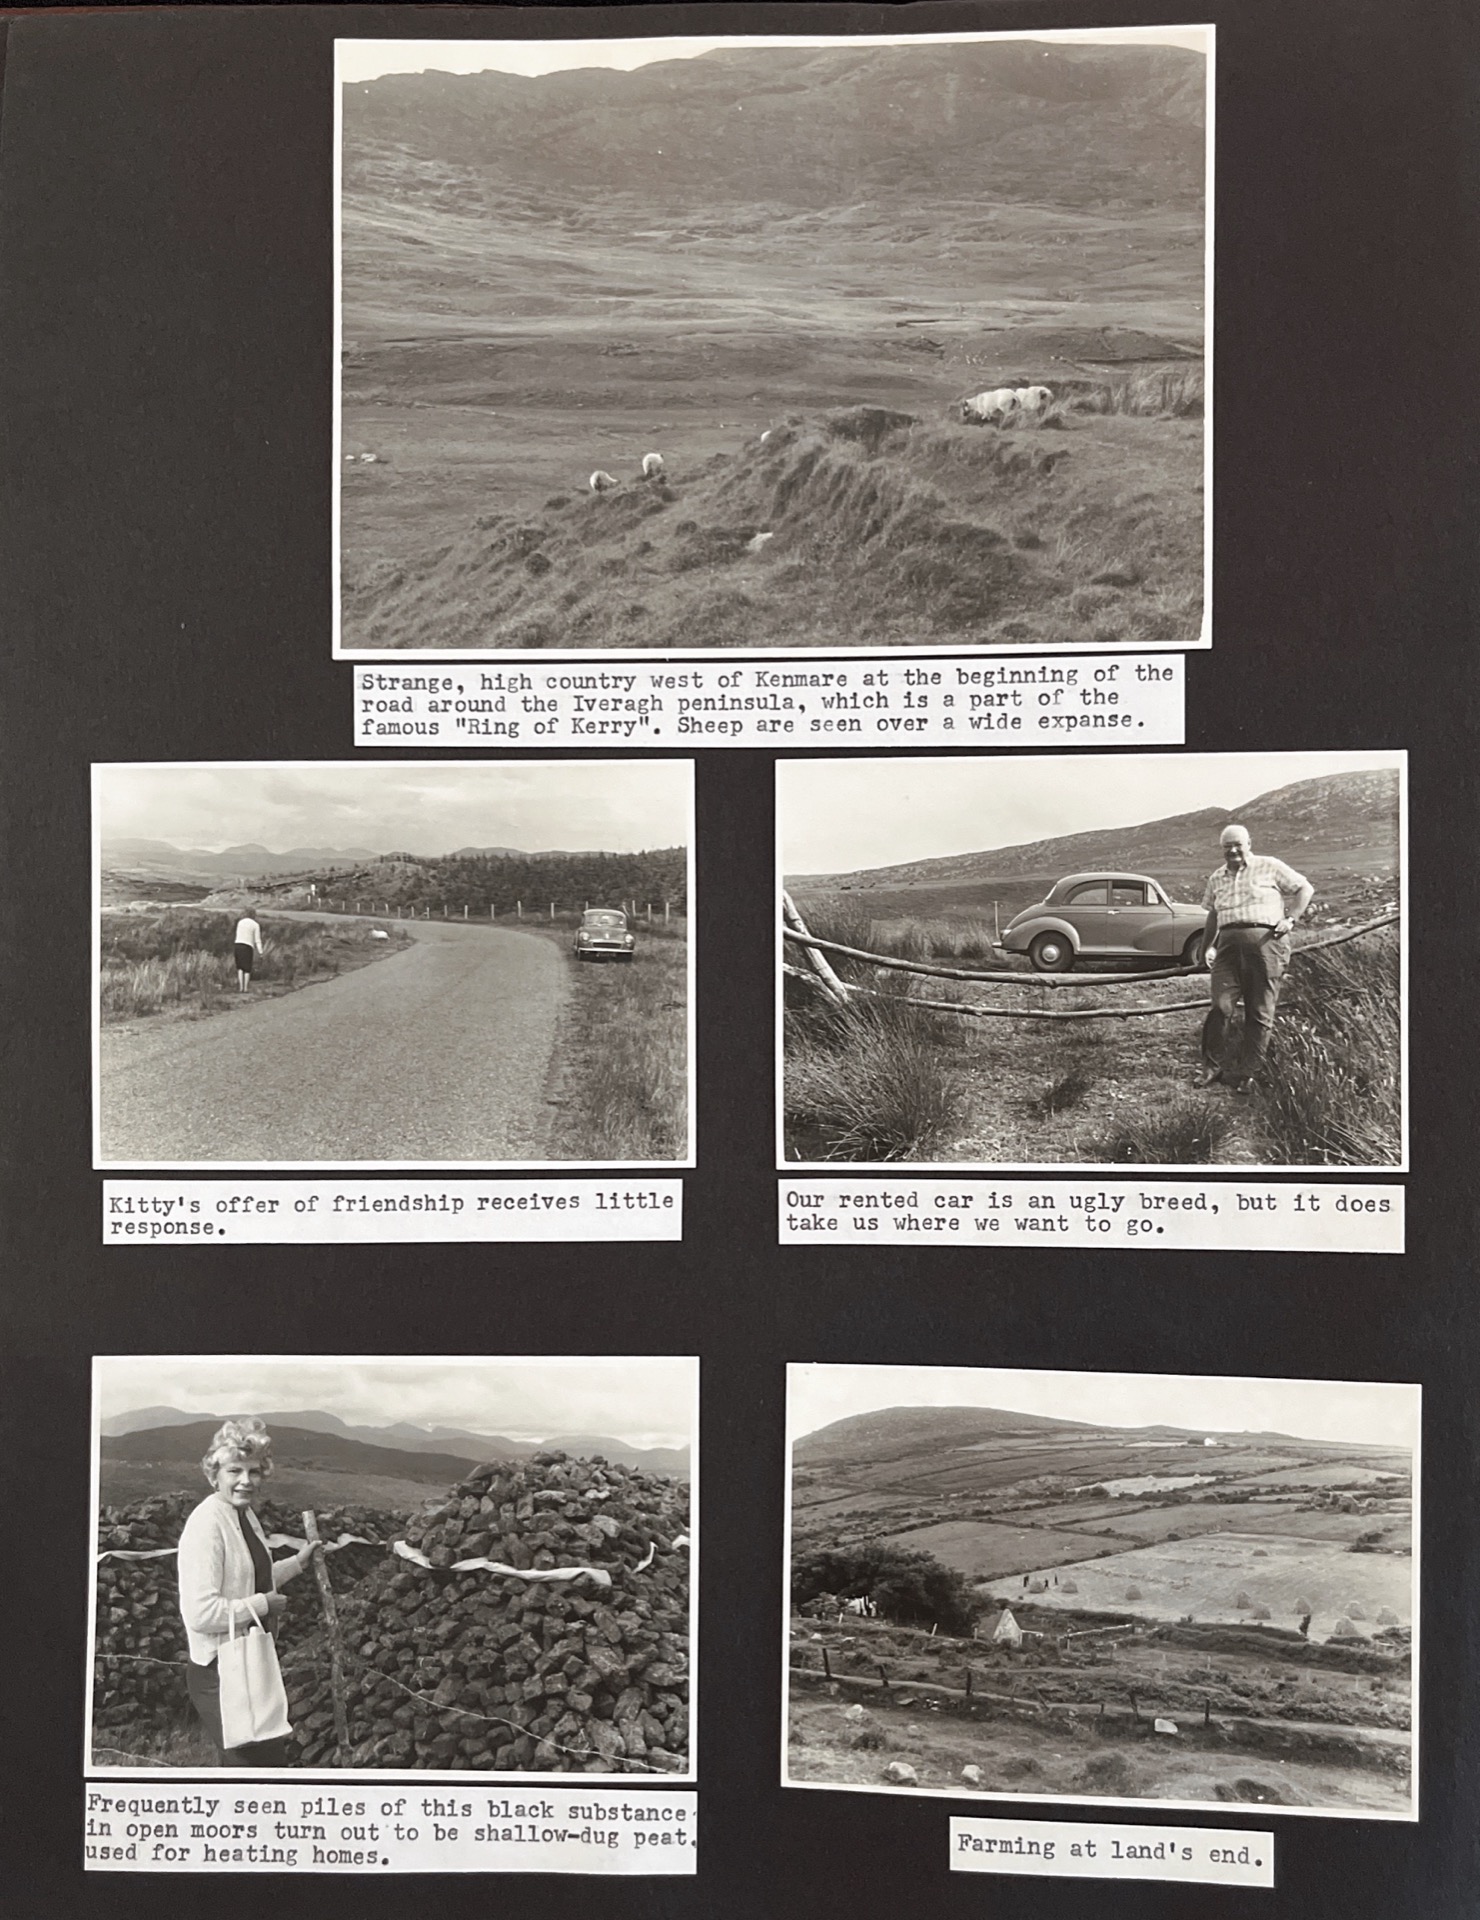 Strange, high country west of Kenmare at the beginning of the
road around the Iveragh peninsula, which is a part of the
famous "Ring of Kerry". Sheep are seen over a wide expanse.
Kitty's offer of friendship receives little
response.
Our rented car is an ugly breed, but it does
take us where we want to go.
Frequently seen piles of this black substance
in open moors turn out to be shallow-dug peat.
used for heating homes.
Farming at land's end.